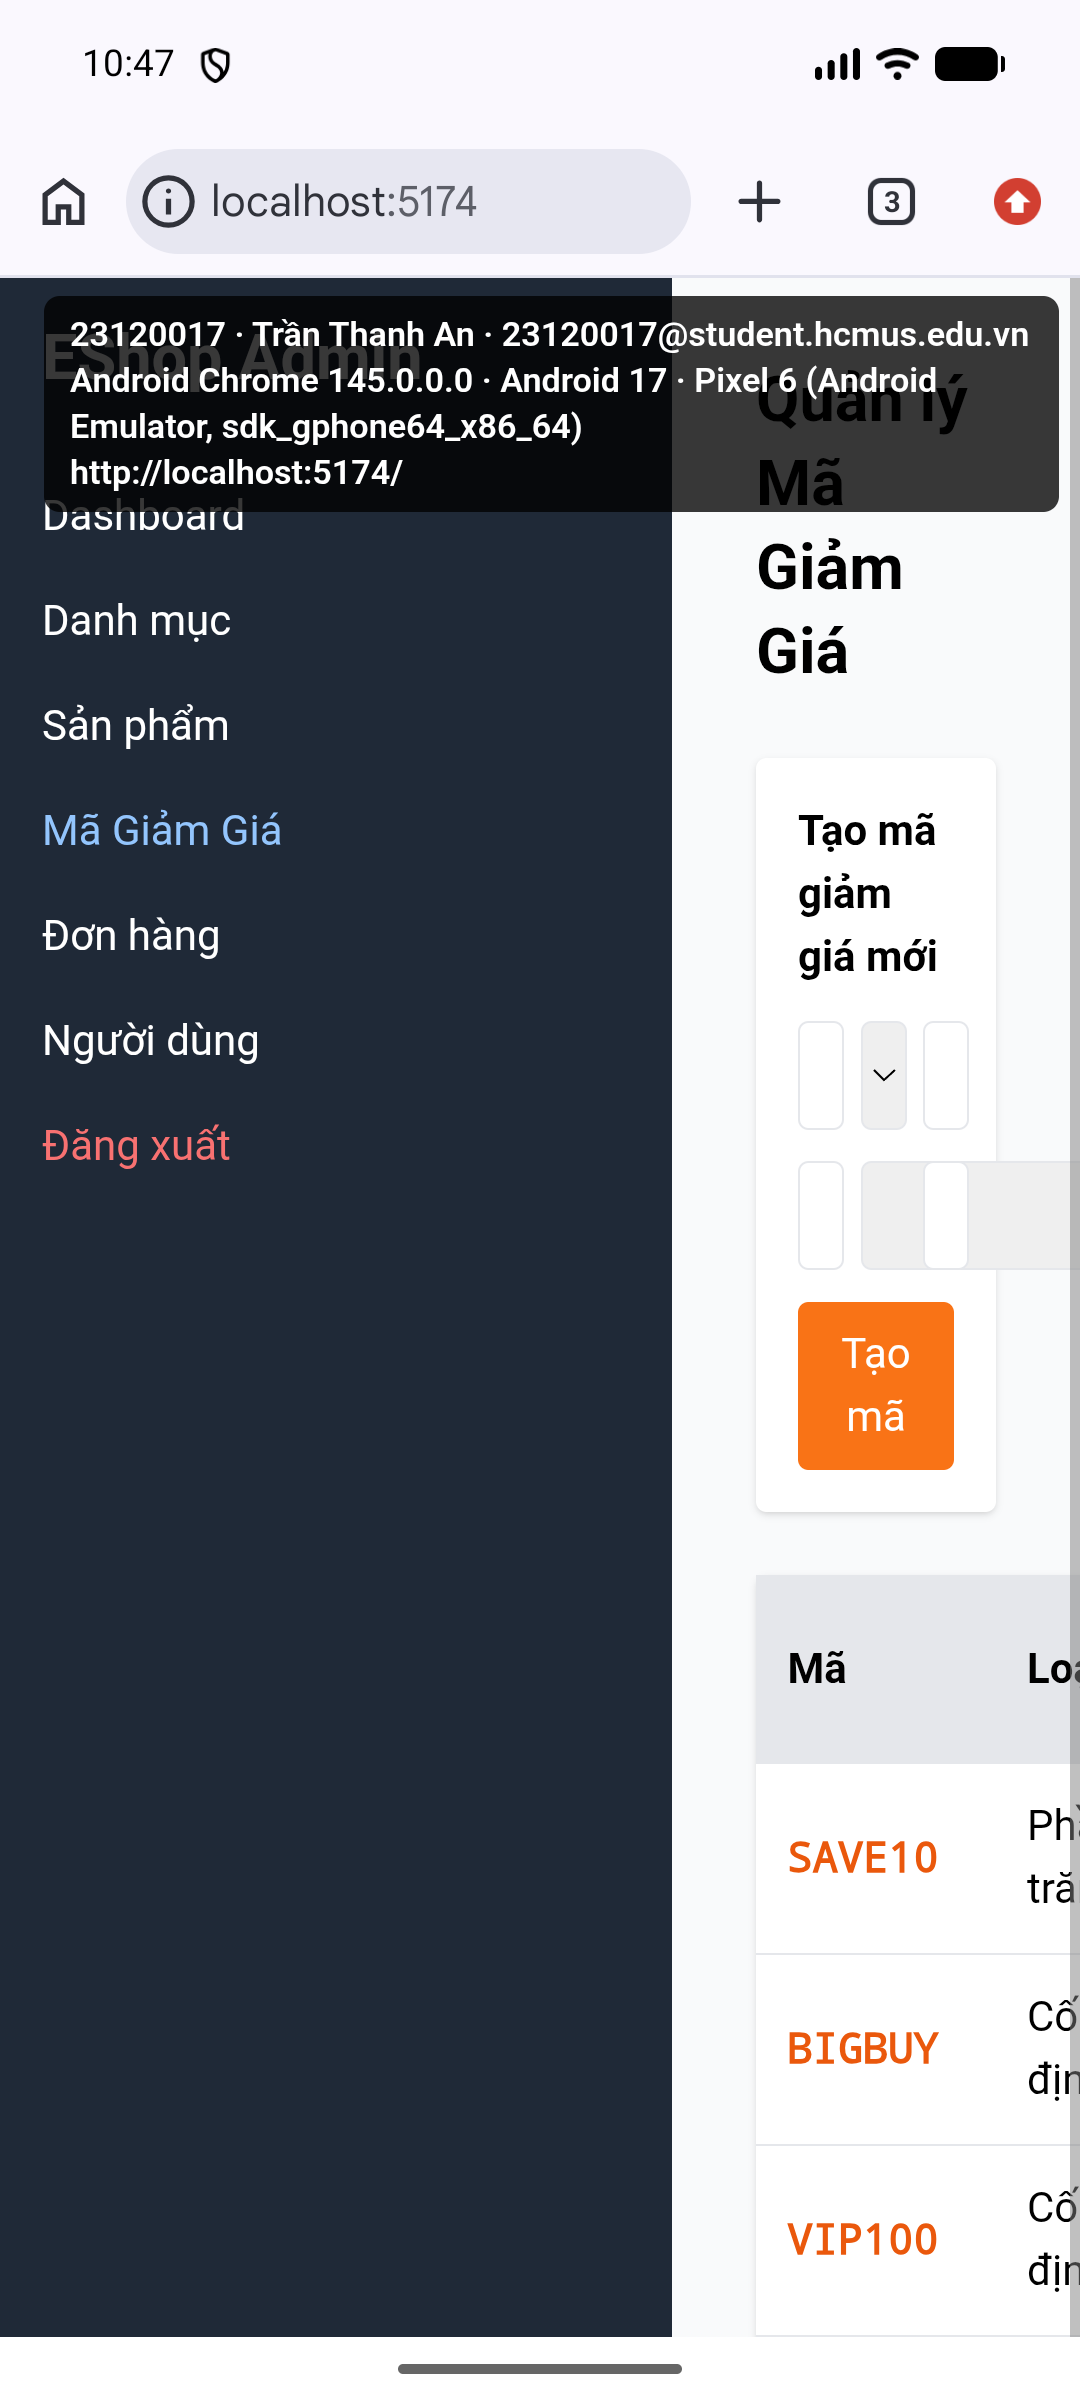 10:47
localhost:5174
3
23120017 · Trần Thanh An · 23120017@student.hcmus.edu.vn
Android Chrome 145.0.0.0 · Android 17 · Pixel 6 (Android
Emulator, sdk_gphone64_x86_64)
http://localhost:5174/
EShop Admin
Dashboard
Danh mục
Sản phẩm
Mã Giảm Giá
Đơn hàng
Người dùng
Đăng xuất
Quản lý
Mã
Giảm
Giá
Tạo mã
giảm
giá mới
Tạo
mã
Mã
SAVE10
BIGBUY
VIP100